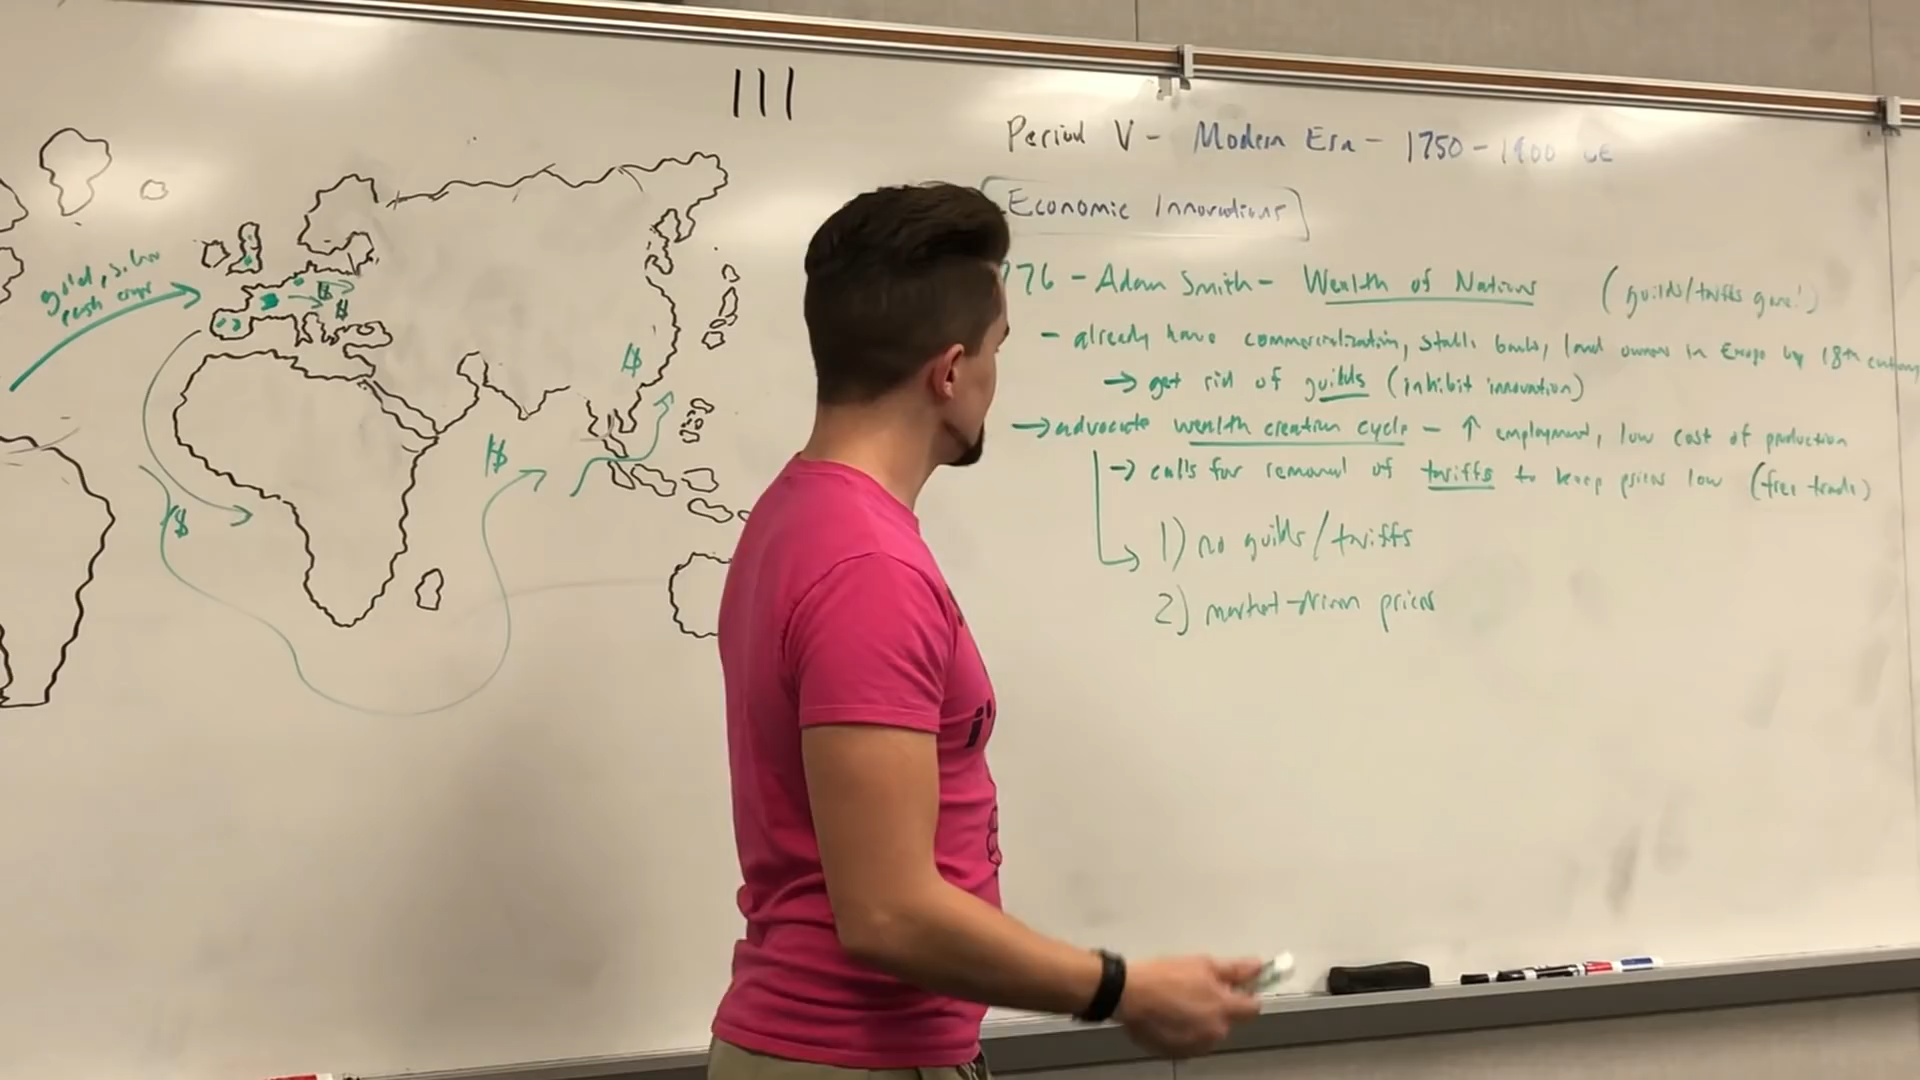 111
Period V - Modern Era - 1750 - 1900 CE
Economic Innovations
gold, silver
cash crops
76 - Adam Smith - Wealth of Nations (guilds/tariffs gone!)
- already have commercialization, stable banks, land owners in Europe by 18th century
→ get rid of guilds (inhibit innovation)
→ advocate wealth creation cycle - ↑ employment, low cost of production
→ calls for removal of tariffs to keep prices low (free trade)
1) no guilds/tariffs
2) market-driven prices
$
$
$
$
$
i'